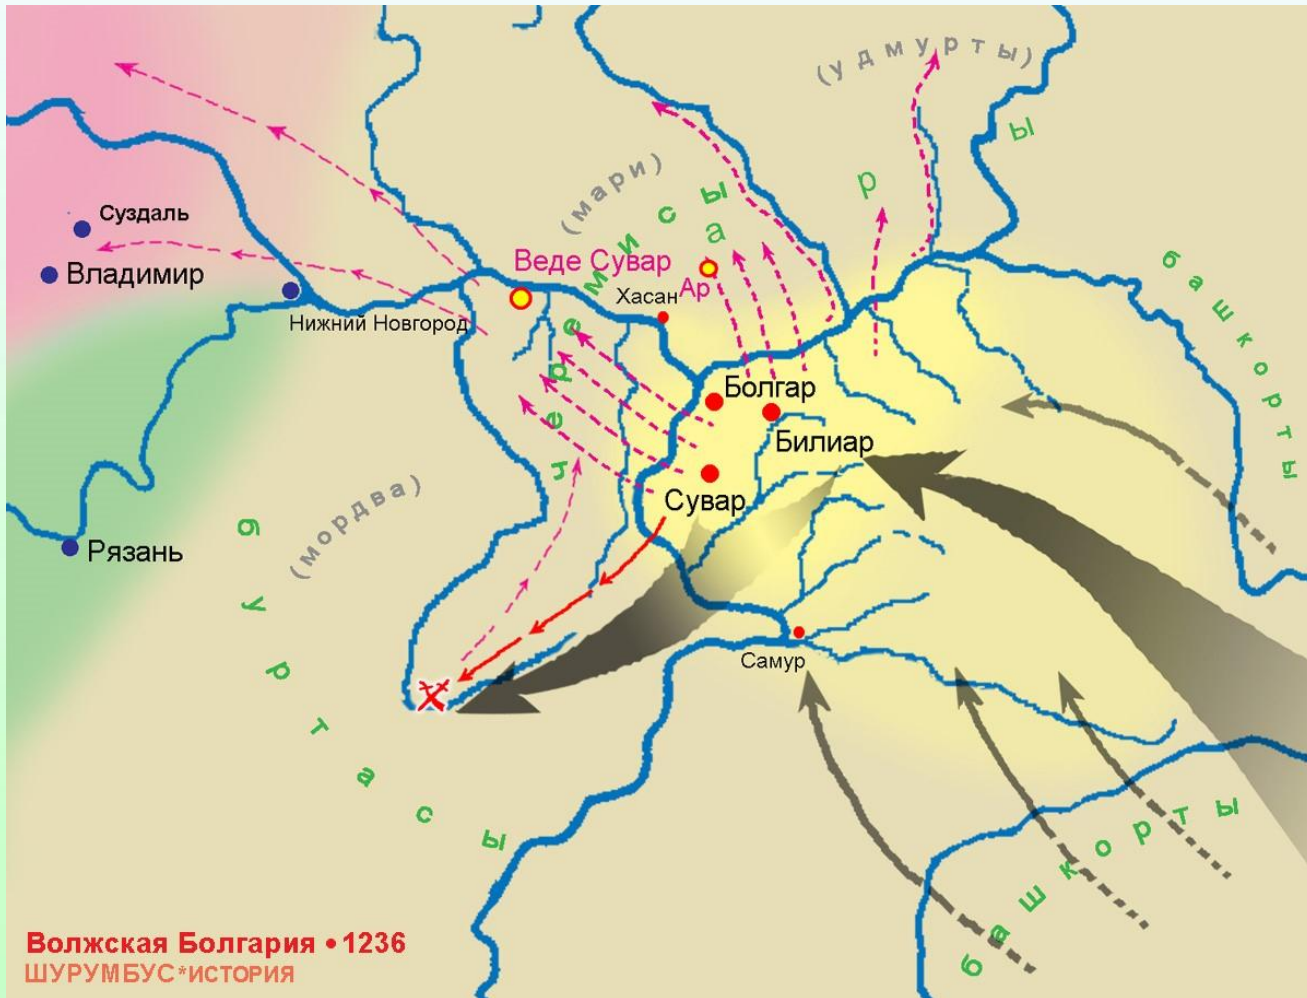 (удмурты)
ары
(мари)
черемисы
башкорты
Суздаль
Владимир
Веде Сувар
Хасан
Ар
Нижний Новгород
Болгар
Билиар
Сувар
(мордва)
Рязань
буртасы
Самур
башкорты
Волжская Болгария • 1236
ШУРУМБУС*ИСТОРИЯ